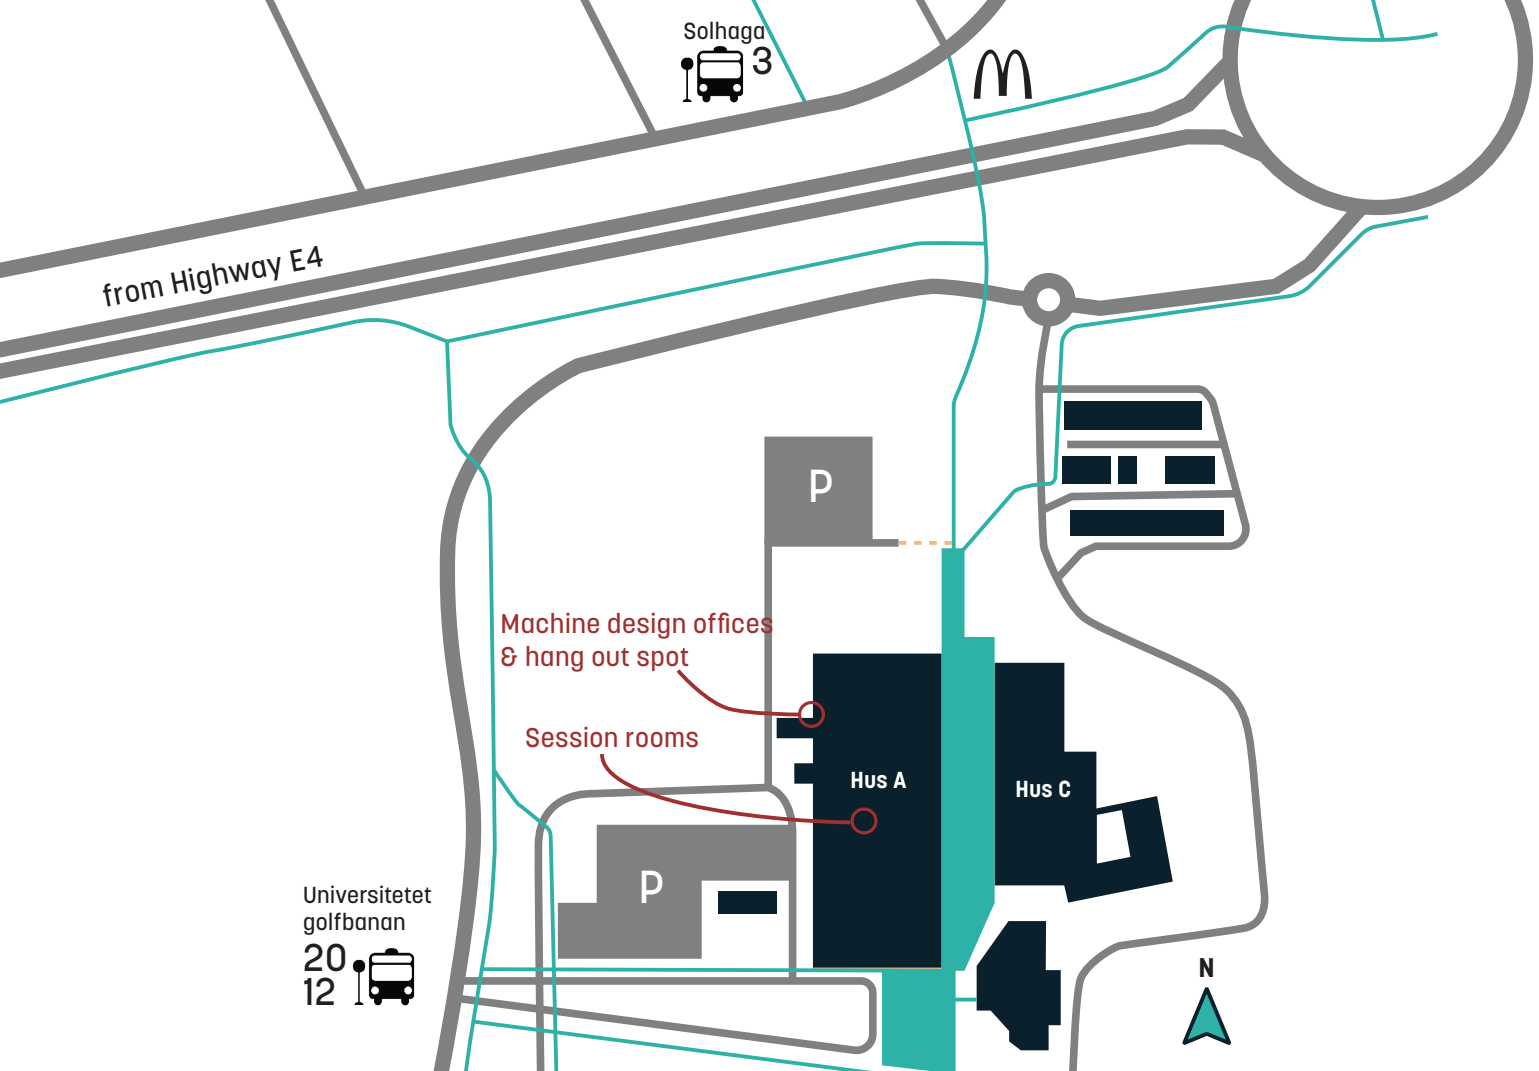 Solhaga
3
from Highway E4
P
Machine design offices
& hang out spot
Session rooms
Hus A
Hus C
P
Universitetet
golfbanan
20
12
N